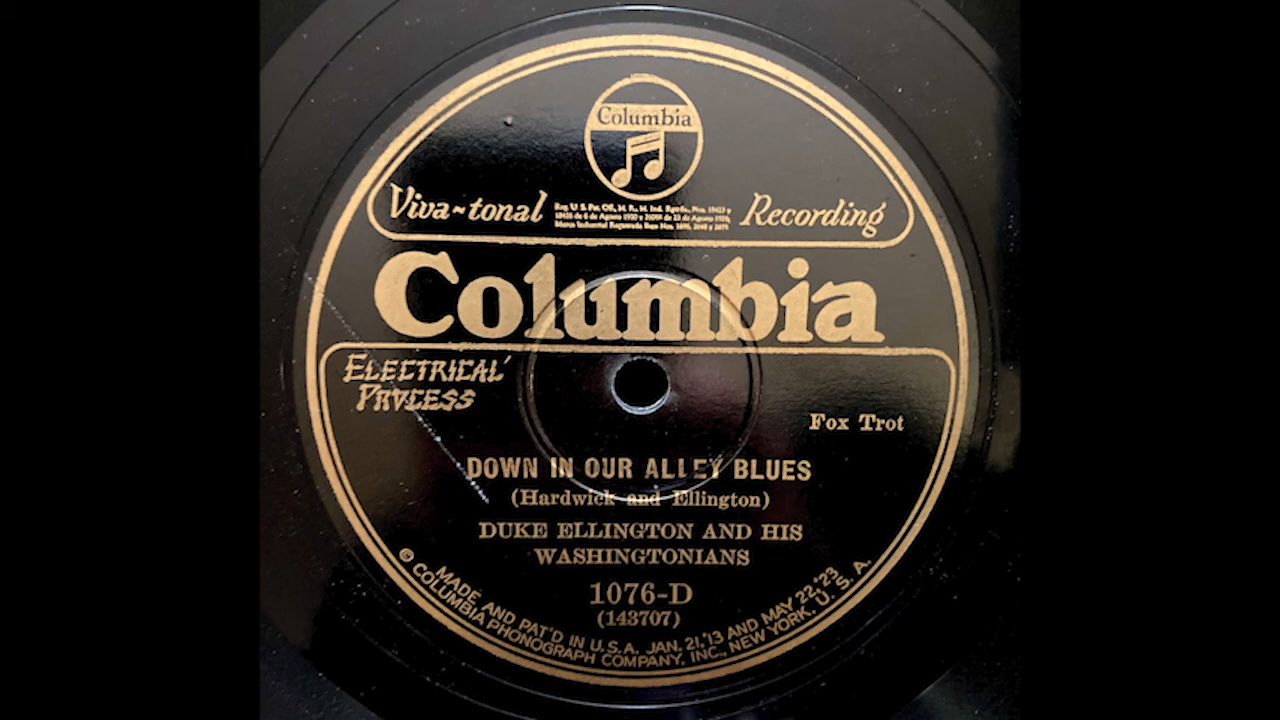 Columbia
Viva~tonal Recording
Columbia
ELECTRICAL
PROCESS
Fox Trot
DOWN IN OUR ALLEY BLUES
(Hardwick and Ellington)
DUKE ELLINGTON AND HIS
WASHINGTONIANS
1076-D
(143707)
MADE AND PAT'D IN U.S.A. JAN. 21,'13 AND MAY 22,'23
© COLUMBIA PHONOGRAPH COMPANY, INC., NEW YORK, U. S. A.